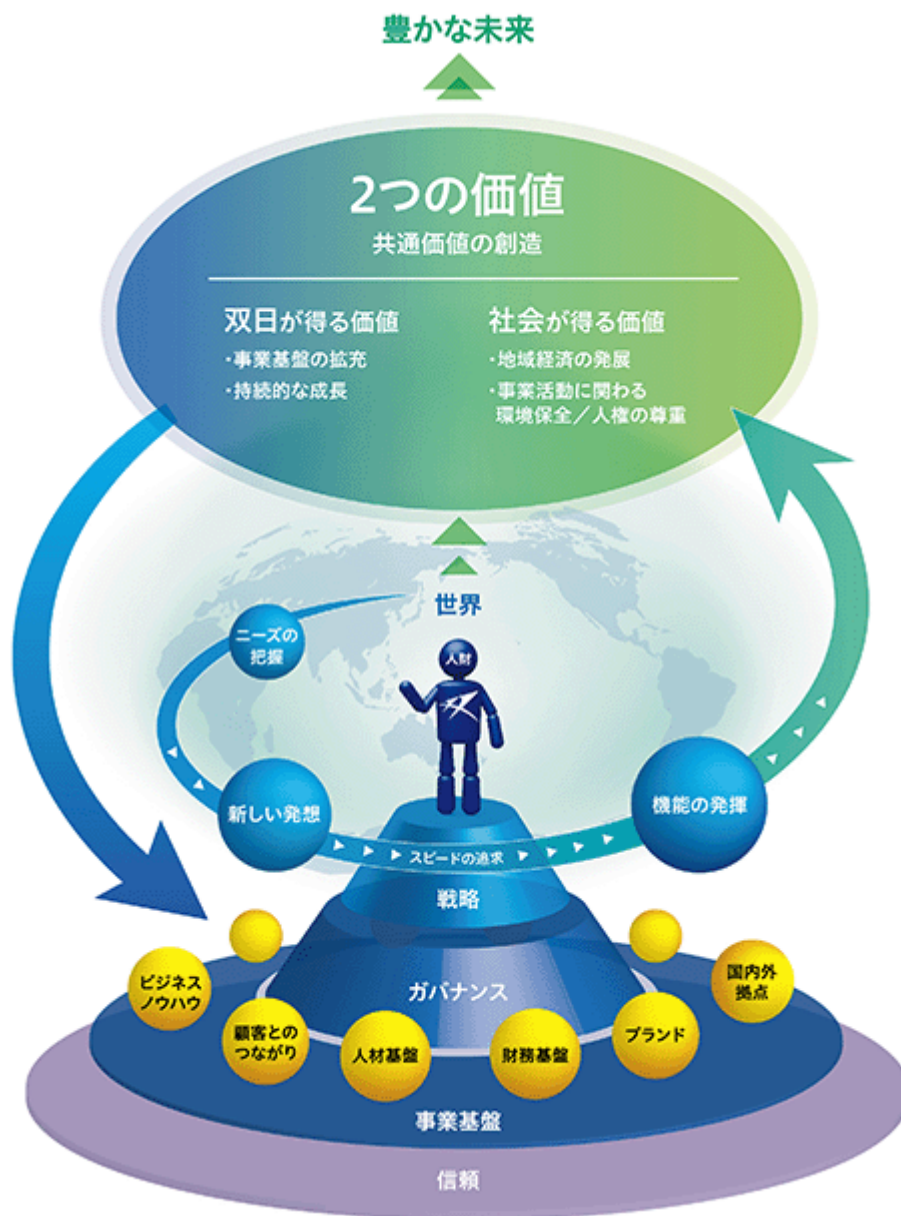 豊かな未来
2つの価値
共通価値の創造
双日が得る価値
・事業基盤の拡充
・持続的な成長
社会が得る価値
・地域経済の発展
・事業活動に関わる
環境保全／人権の尊重
世界
ニーズの
把握
人財
新しい発想
スピードの追求
機能の発揮
戦略
ガバナンス
ビジネス
ノウハウ
顧客との
つながり
人材基盤
財務基盤
ブランド
国内外
拠点
事業基盤
信頼